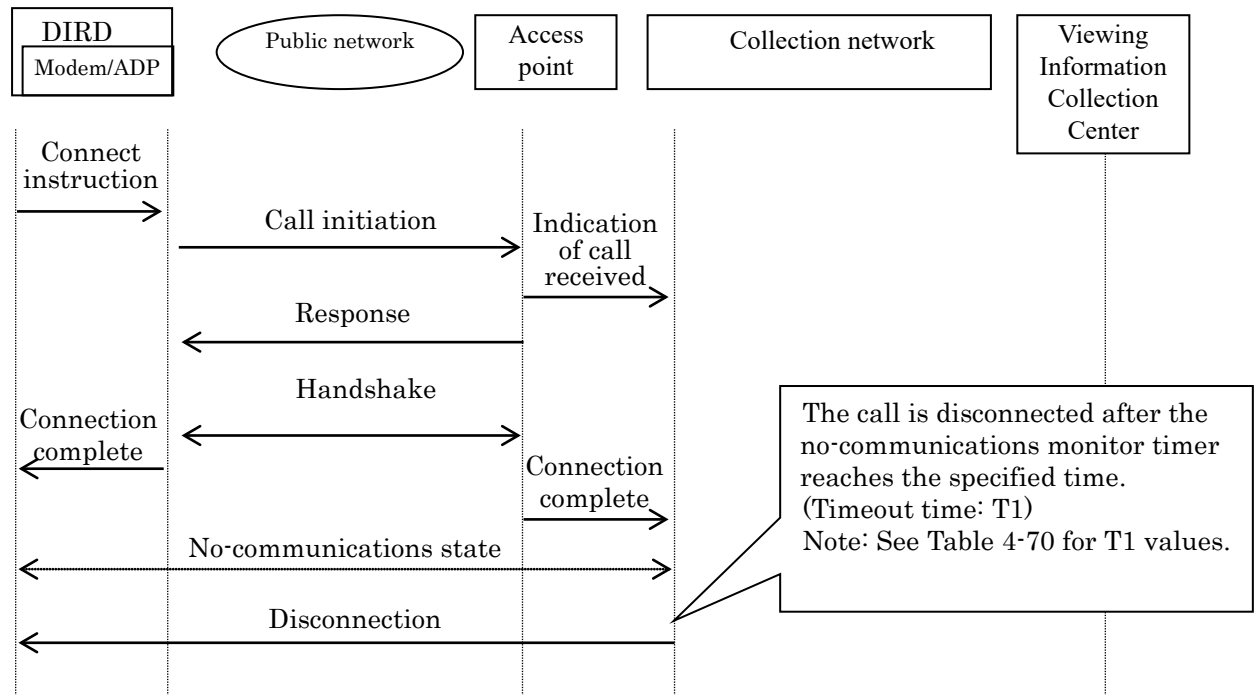 DIRD
Modem/ADP
Public network
Access
point
Collection network
Viewing
Information
Collection
Center
Connect
instruction
Call initiation
Indication
of call
received
Response
Handshake
Connection
complete
Connection
complete
The call is disconnected after the
no-communications monitor timer
reaches the specified time.
(Timeout time: T1)
Note: See Table 4-70 for T1 values.
No-communications state
Disconnection